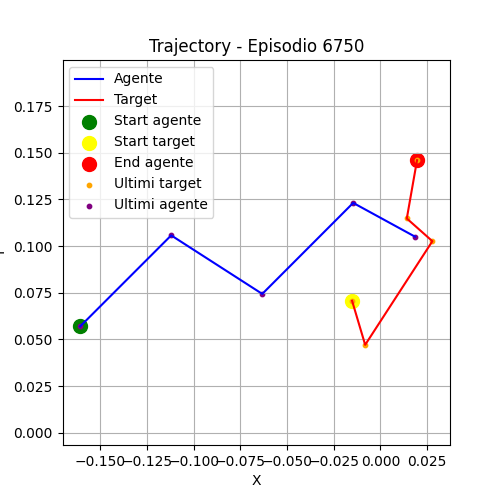 Trajectory - Episodio 6750
Agente
Target
Start agente
Start target
End agente
Ultimi target
Ultimi agente
0.175
0.150
0.125
0.100
0.075
0.050
0.025
0.000
−0.150−0.125−0.100−0.075−0.050−0.025 0.000 0.025
X